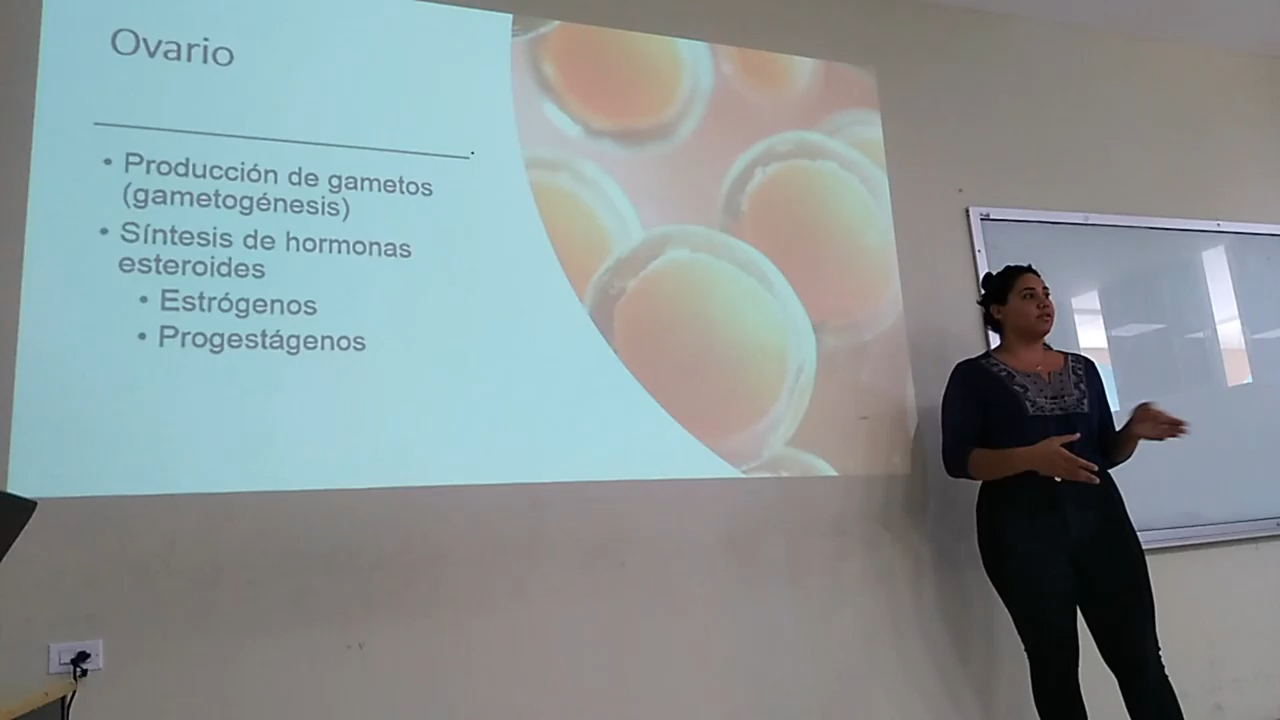 Ovario
• Producción de gametos
(gametogénesis)
• Síntesis de hormonas
esteroides
• Estrógenos
• Progestágenos